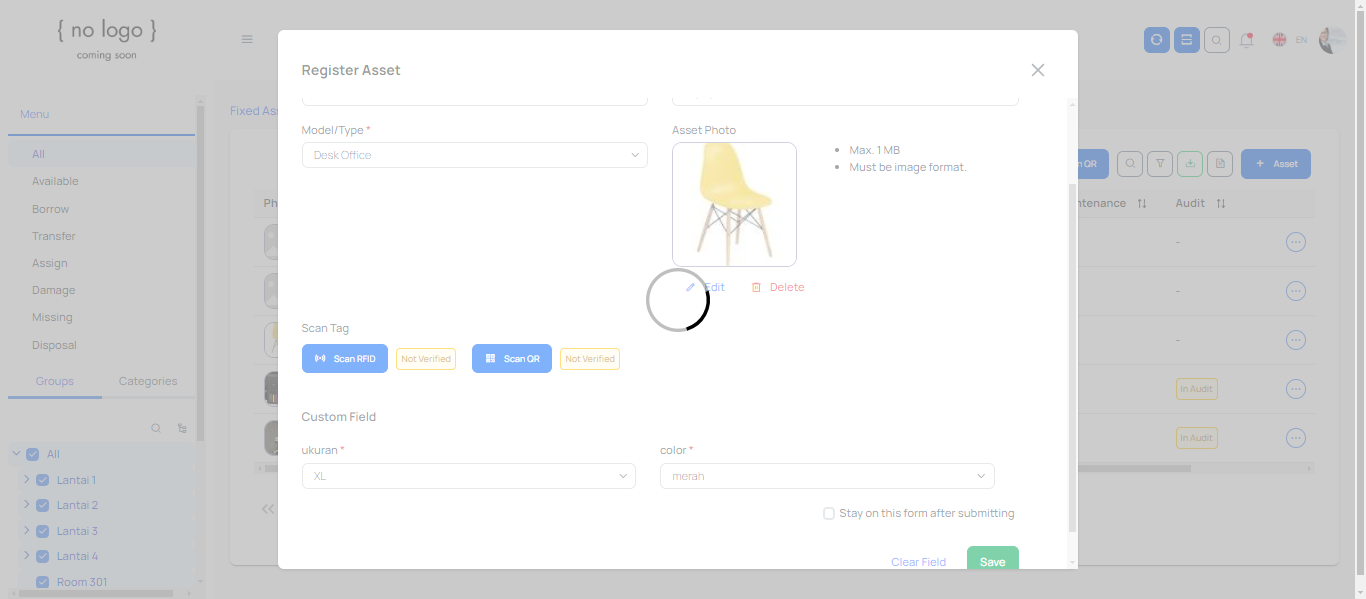 { no logo }
coming soon
EN
Menu
All
Available
Borrow
Transfer
Assign
Damage
Missing
Disposal
Groups
Categories
All
Lantai 1
Lantai 2
Lantai 3
Lantai 4
Room 301
Register Asset
Model/Type *
Desk Office
Asset Photo
Max. 1 MB
Must be image format.
Edit
Delete
Scan Tag
Scan RFID
Not Verified
Scan QR
Not Verified
Custom Field
ukuran *
XL
color *
merah
Stay on this form after submitting
Clear Field
Save
Fixed Ass
QR
+ Asset
Ph
ntenance
Audit
-
-
-
In Audit
In Audit